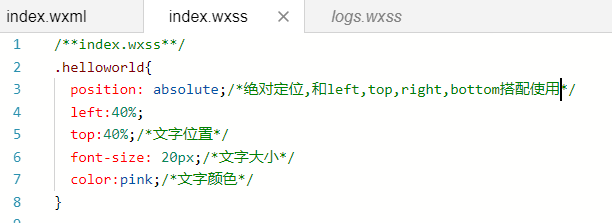 index.wxml index.wxss logs.wxss
1 /**index.wxss**/
2 .helloworld{
3 position: absolute;/*绝对定位,和left,top,right,bottom搭配使用*/
4 left:40%;
5 top:40%;/*文字位置*/
6 font-size: 20px;/*文字大小*/
7 color:pink;/*文字颜色*/
8 }